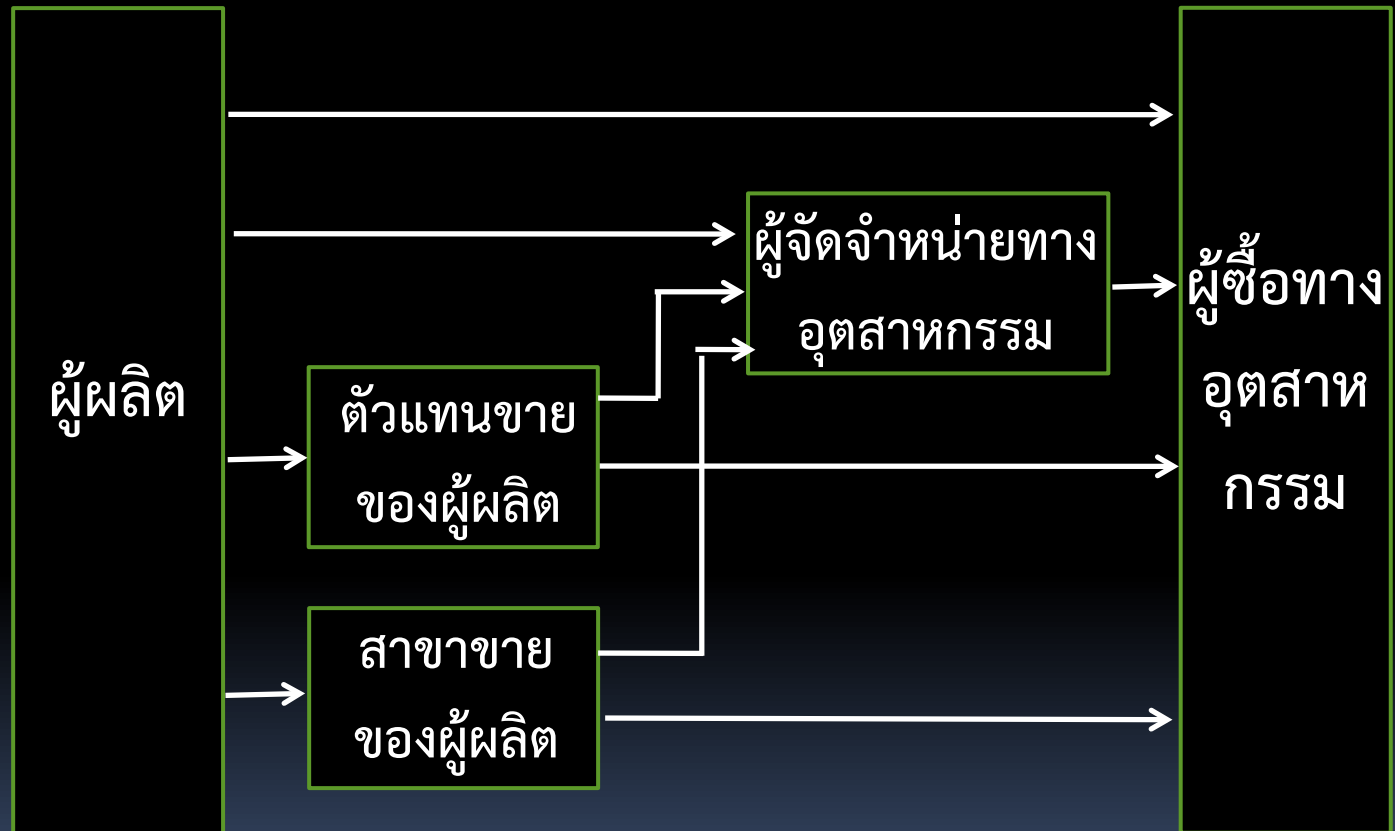 ผู้ผลิต
ตัวแทนขาย
ของผู้ผลิต
สาขาขาย
ของผู้ผลิต
ผู้จัดจำหน่ายทาง
อุตสาหกรรม
ผู้ซื้อทาง
อุตสาห
กรรม